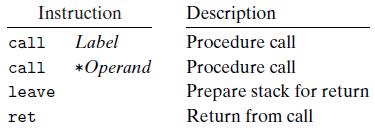 Instruction Description
call Label Procedure call
call *Operand Procedure call
leave Prepare stack for return
ret Return from call